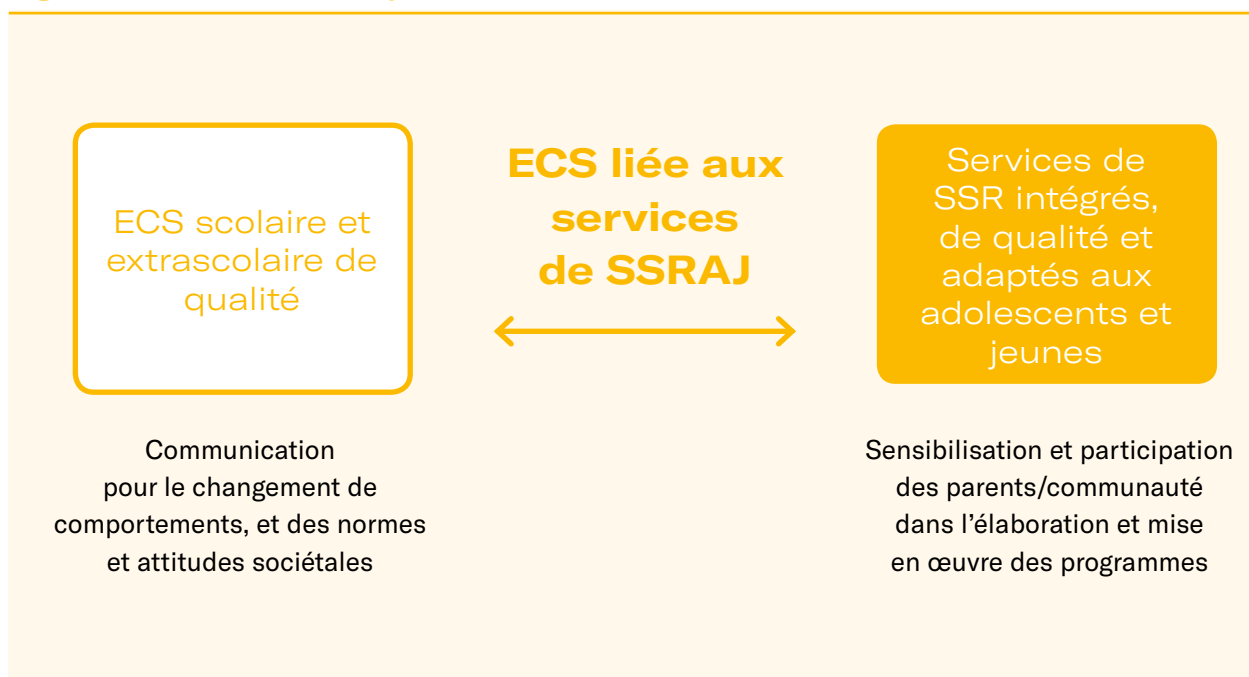 ECS scolaire et
extrascolaire de
qualité
ECS liée aux
services
de SSRAJ
Services de
SSR intégrés,
de qualité et
adaptés aux
adolescents et
jeunes
Communication
pour le changement de
comportements, et des normes
et attitudes sociétales
Sensibilisation et participation
des parents/communauté
dans l’élaboration et mise
en œuvre des programmes